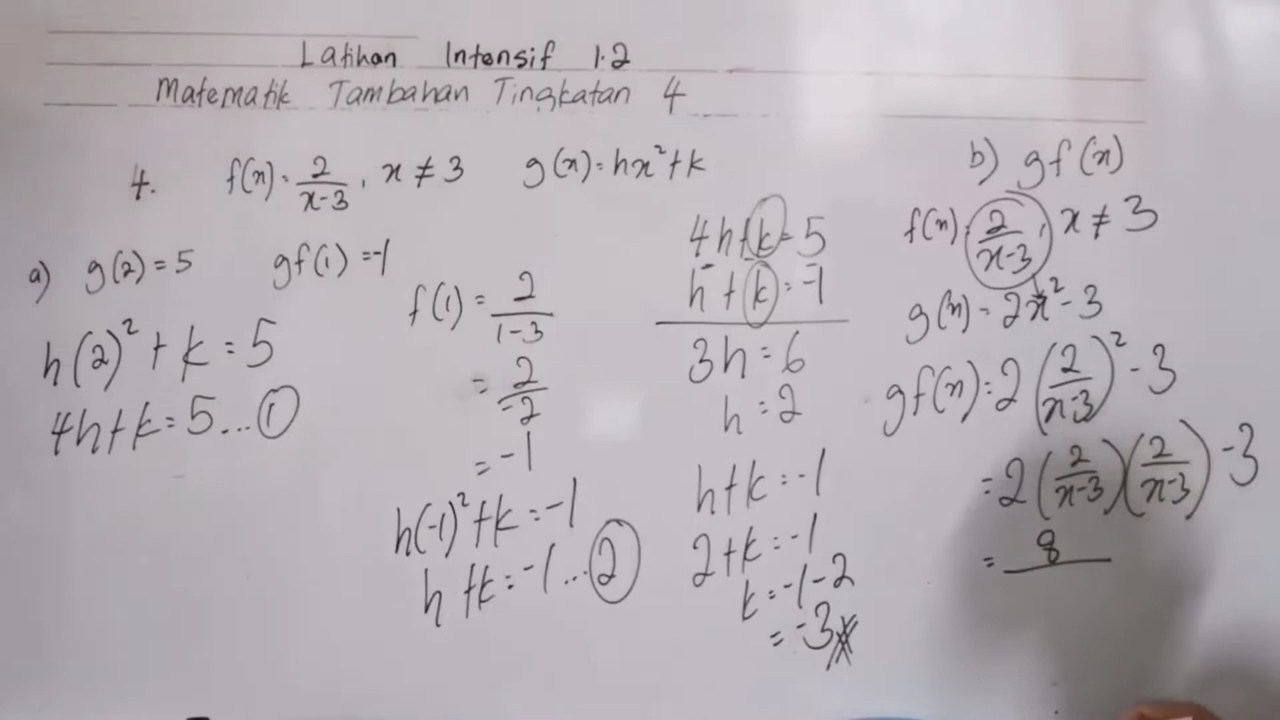 Latihan Intensif 1.2
Matematik Tambahan Tingkatan 4
4. f(x) = 2/(x-3), x ≠ 3 g(x) = hx² + k
a) g(2) = 5 gf(1) = -1
h(2)² + k = 5
4h + k = 5 ... ①
f(1) = 2/(1-3)
= 2/-2
= -1
h(-1)² + k = -1
h + k = -1 ... ②
4h + k = 5
h + k = -1
3h = 6
h = 2
h + k = -1
2 + k = -1
k = -1 - 2
= -3
b) gf(x)
f(x) = 2/(x-3), x ≠ 3
g(x) = 2x² - 3
gf(x) = 2(2/(x-3))² - 3
= 2(2/(x-3))(2/(x-3)) - 3
= 8/